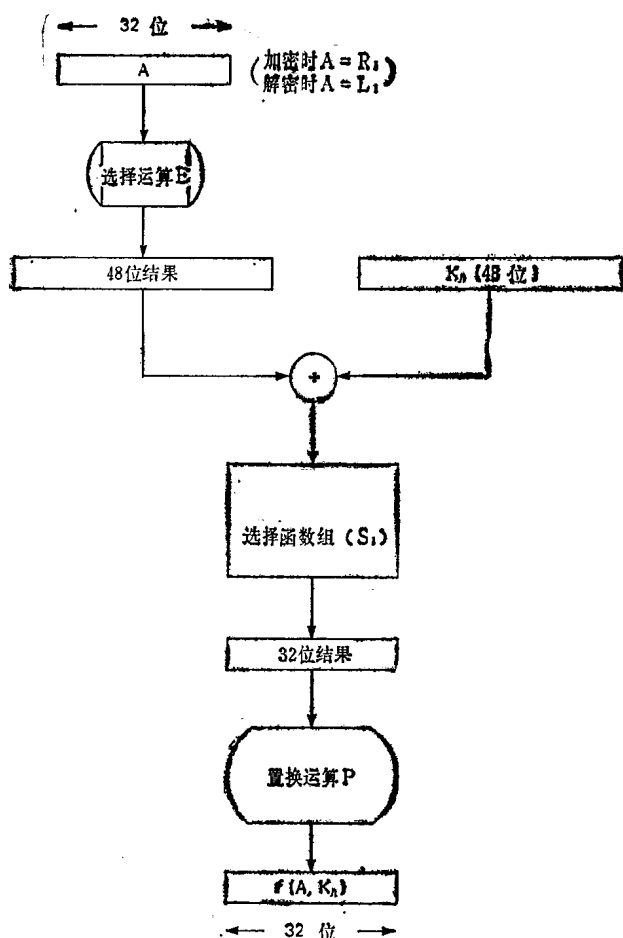 32 位
A
(加密时 A = R₁
解密时 A = L₁)
选择运算 E
48位结果
Kₙ (48 位)
+
选择函数组 (S₁)
32位结果
置换运算 P
f (A, Kₙ)
32 位